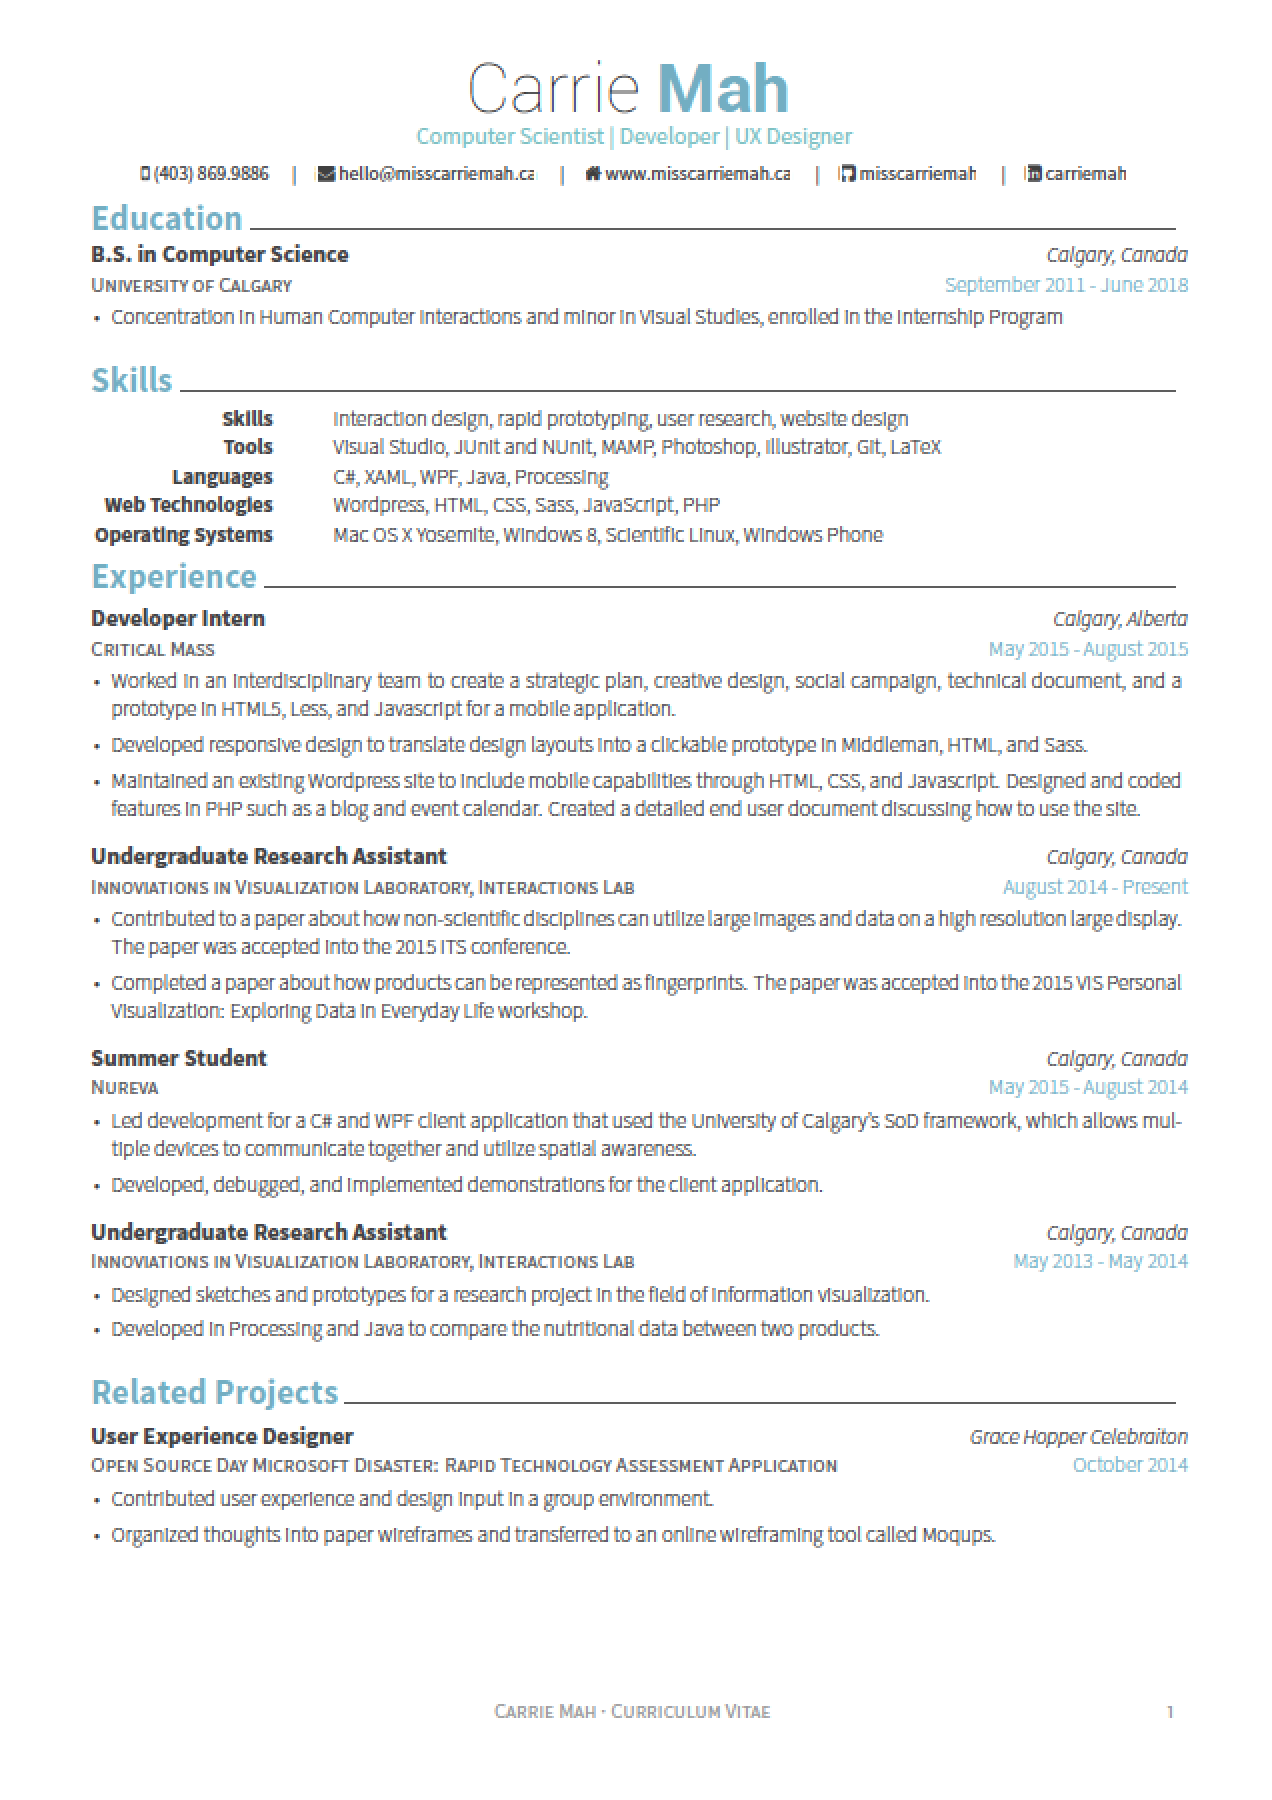 Carrie Mah
Computer Scientist | Developer | UX Designer
(403) 869.9886 | hello@misscarriemah.ca | www.misscarriemah.ca | misscarriemah | carriemah
Education
B.S. in Computer Science Calgary, Canada
University of Calgary September 2011 - June 2018
• Concentration in Human Computer Interactions and minor in Visual Studies, enrolled in the Internship Program
Skills
Skills Interaction design, rapid prototyping, user research, website design
Tools Visual Studio, JUnit and NUnit, MAMP, Photoshop, Illustrator, Git, LaTeX
Languages C#, XAML, WPF, Java, Processing
Web Technologies Wordpress, HTML, CSS, Sass, JavaScript, PHP
Operating Systems Mac OS X Yosemite, Windows 8, Scientific Linux, Windows Phone
Experience
Developer Intern Calgary, Alberta
Critical Mass May 2015 - August 2015
• Worked in an interdisciplinary team to create a strategic plan, creative design, social campaign, technical document, and a
prototype in HTML5, Less, and Javascript for a mobile application.
• Developed responsive design to translate design layouts into a clickable prototype in Middleman, HTML, and Sass.
• Maintained an existing Wordpress site to include mobile capabilities through HTML, CSS, and Javascript. Designed and coded
features in PHP such as a blog and event calendar. Created a detailed end user document discussing how to use the site.
Undergraduate Research Assistant Calgary, Canada
Innoviations in Visualization Laboratory, Interactions Lab August 2014 - Present
• Contributed to a paper about how non-scientific disciplines can utilize large images and data on a high resolution large display.
The paper was accepted into the 2015 ITS conference.
• Completed a paper about how products can be represented as fingerprints. The paper was accepted into the 2015 VIS Personal
Visualization: Exploring Data in Everyday Life workshop.
Summer Student Calgary, Canada
Nureva May 2015 - August 2014
• Led development for a C# and WPF client application that used the University of Calgary's SoD framework, which allows mul-
tiple devices to communicate together and utilize spatial awareness.
• Developed, debugged, and implemented demonstrations for the client application.
Undergraduate Research Assistant Calgary, Canada
Innoviations in Visualization Laboratory, Interactions Lab May 2013 - May 2014
• Designed sketches and prototypes for a research project in the field of information visualization.
• Developed in Processing and Java to compare the nutritional data between two products.
Related Projects
User Experience Designer Grace Hopper Celebraiton
Open Source Day Microsoft Disaster: Rapid Technology Assessment Application October 2014
• Contributed user experience and design input in a group environment.
• Organized thoughts into paper wireframes and transferred to an online wireframing tool called Moqups.
Carrie Mah · Curriculum Vitae 1